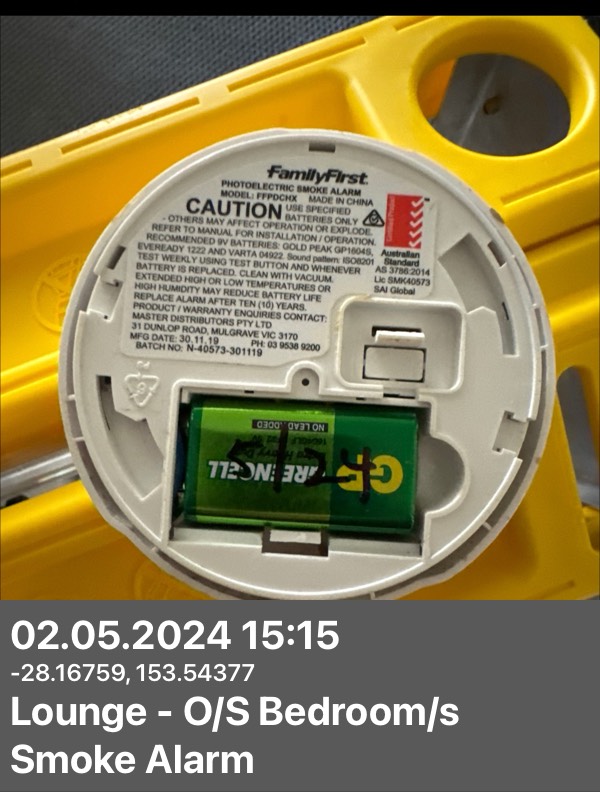 FamilyFirst
PHOTOELECTRIC SMOKE ALARM
MODEL: FFPDCHX MADE IN CHINA
CAUTION USE SPECIFIED BATTERIES ONLY
- OTHERS MAY AFFECT OPERATION OR EXPLODE.
REFER TO MANUAL FOR INSTALLATION / OPERATION.
RECOMMENDED 9V BATTERIES: GOLD PEAK GP1604S,
EVEREADY 1222 AND VARTA 04922. Sound pattern: ISO8201
TEST WEEKLY USING TEST BUTTON AND WHENEVER
BATTERY IS REPLACED. CLEAN WITH VACUUM.
EXTENDED HIGH OR LOW TEMPERATURES OR
HIGH HUMIDITY MAY REDUCE BATTERY LIFE
REPLACE ALARM AFTER TEN (10) YEARS.
PRODUCT / WARRANTY ENQUIRIES CONTACT:
MASTER DISTRIBUTORS PTY LTD
31 DUNLOP ROAD, MULGRAVE VIC 3170
MFG DATE: 30.11.19 PH: 03 9538 9200
BATCH NO: N-40573-301119
Australian
Standard
AS 3786:2014
Lic SMK40573
SAI Global
NO LEAD ADDED
GP GREENCELL
02.05.2024 15:15
-28.16759, 153.54377
Lounge - O/S Bedroom/s
Smoke Alarm